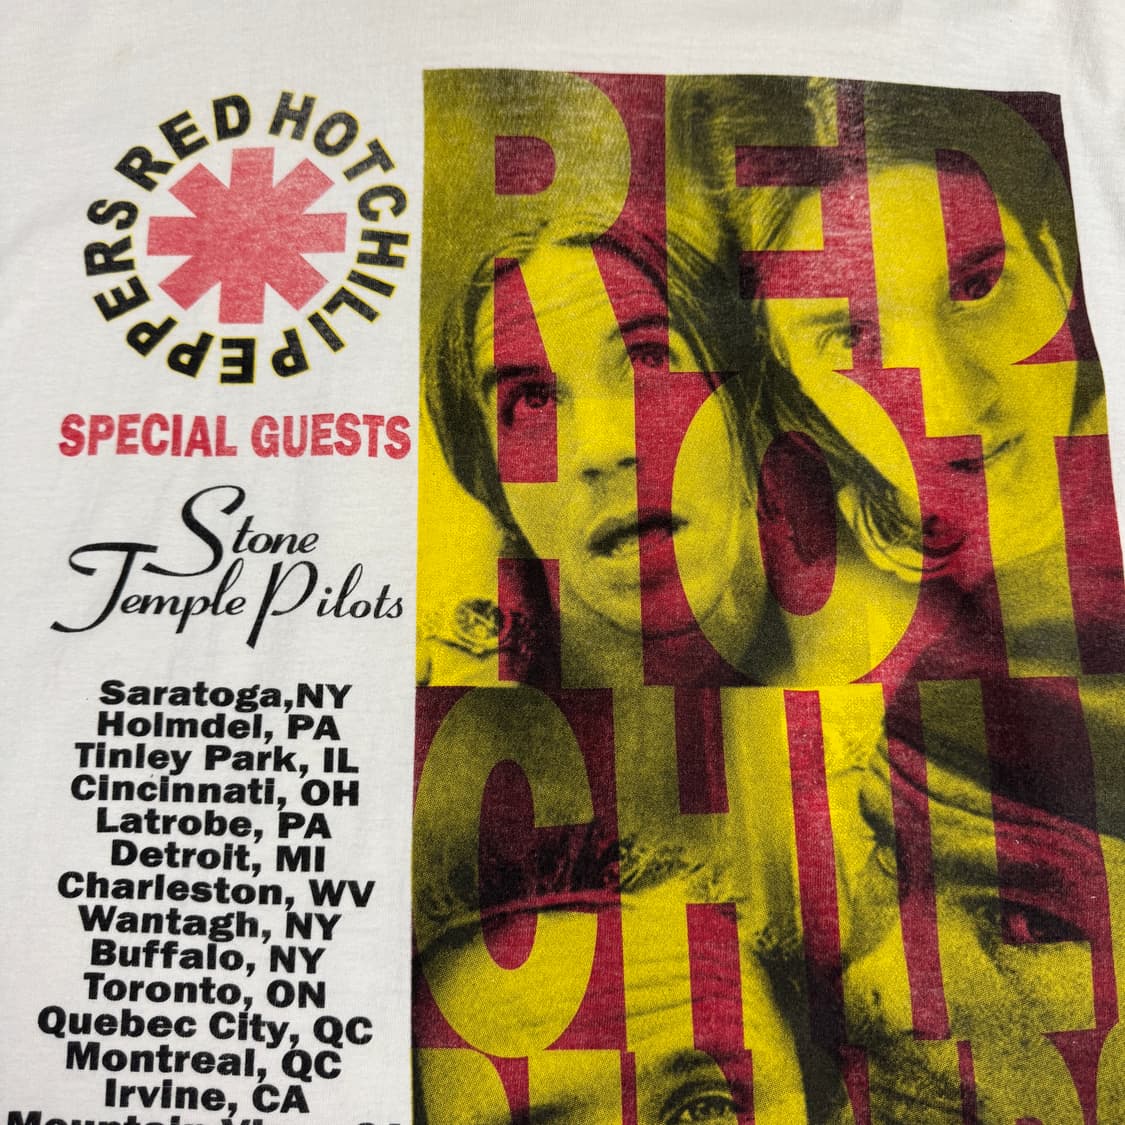 RED HOT CHILI PEPPERS
SPECIAL GUESTS
Stone
Temple Pilots
Saratoga,NY
Holmdel, PA
Tinley Park, IL
Cincinnati, OH
Latrobe, PA
Detroit, MI
Charleston, WV
Wantagh, NY
Buffalo, NY
Toronto, ON
Quebec City, QC
Montreal, QC
Irvine, CA
Mountain
RED
HOT
CHILI